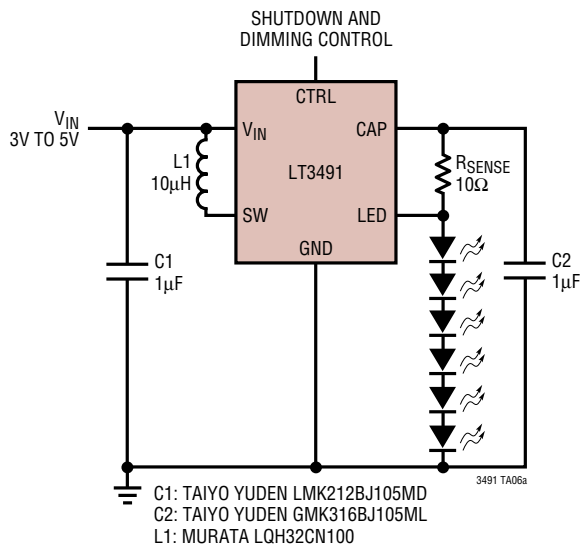 SHUTDOWN AND
DIMMING CONTROL
CTRL
VIN
3V TO 5V
VIN
CAP
L1
10µH
LT3491
RSENSE
10Ω
SW
LED
GND
C1
1µF
C2
1µF
3491 TA06a
C1: TAIYO YUDEN LMK212BJ105MD
C2: TAIYO YUDEN GMK316BJ105ML
L1: MURATA LQH32CN100